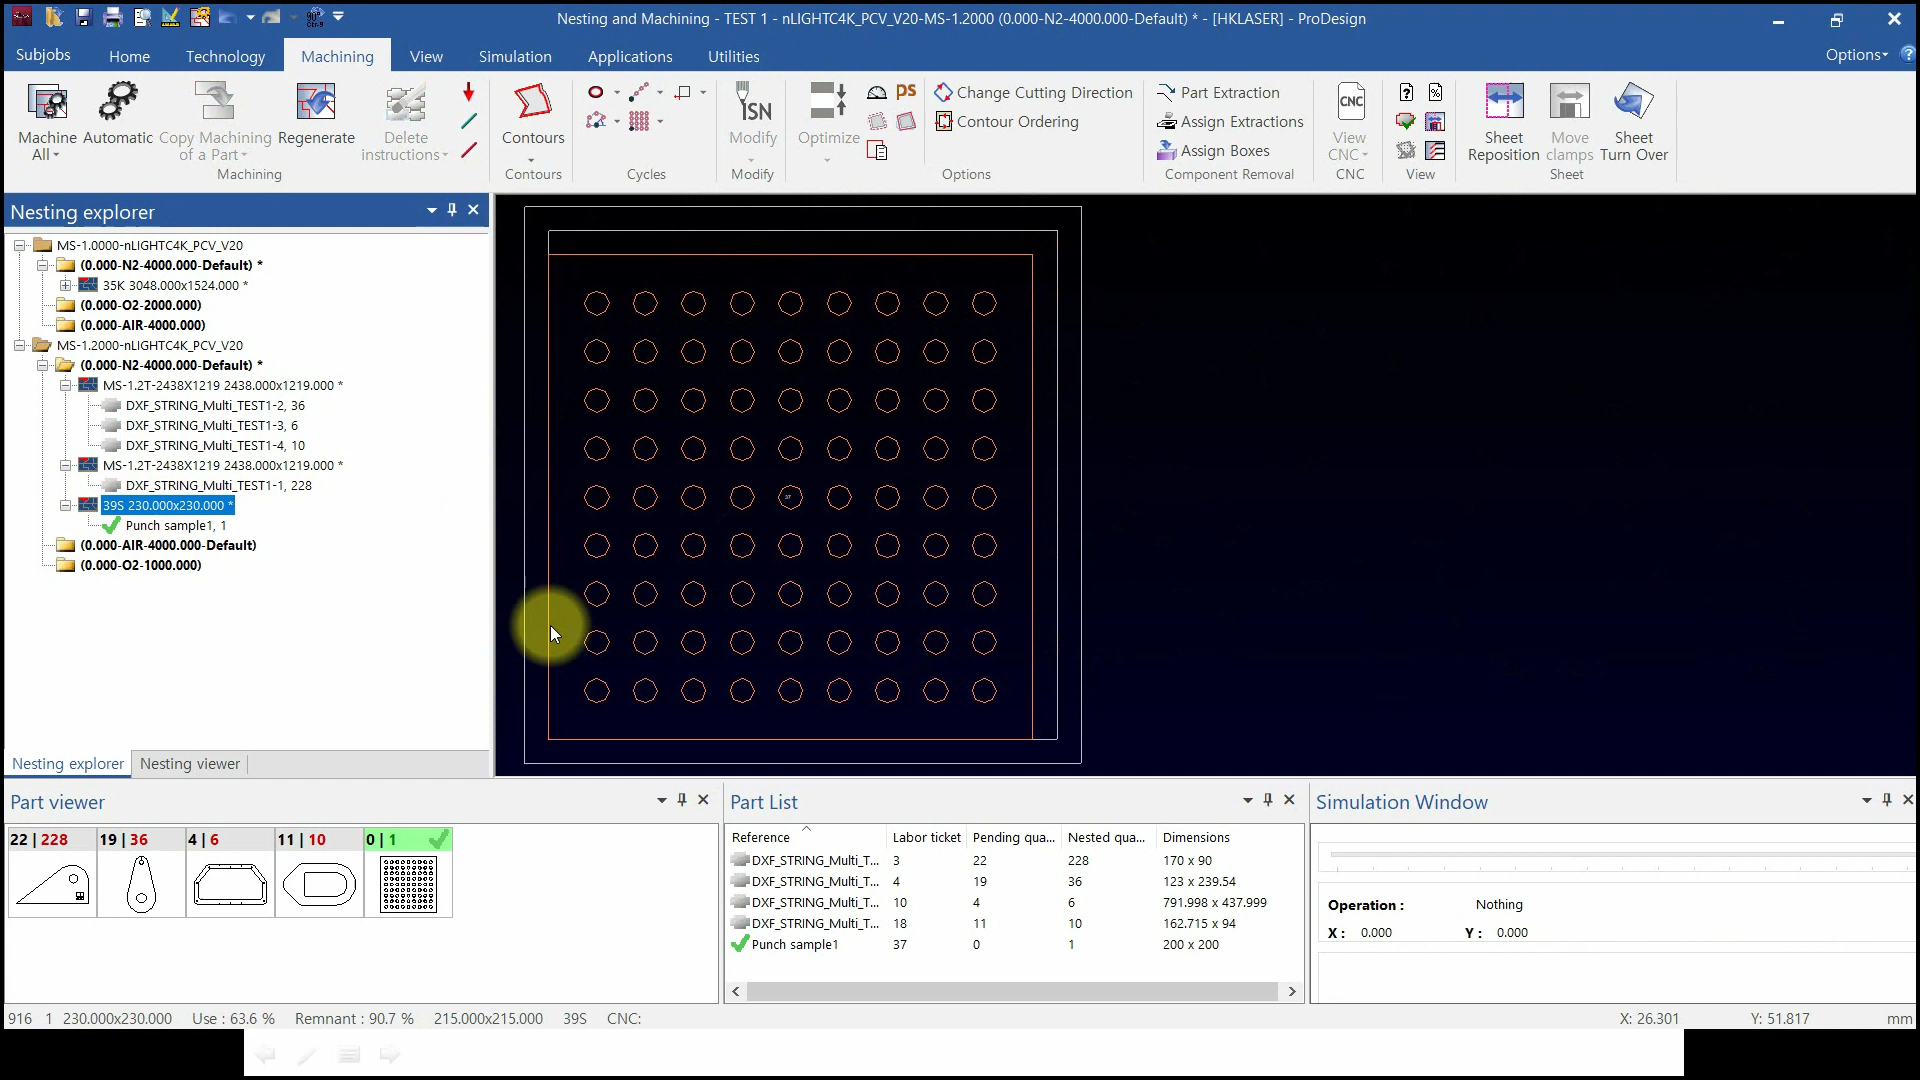 Nesting and Machining - TEST 1 - nLIGHTC4K_PCV_V20-MS-1.2000 (0.000-N2-4000.000-Default) * - [HKLASER] - ProDesign
Subjobs
Home
Technology
Machining
View
Simulation
Applications
Utilities
Options
Machine All
Automatic
Copy Machining of a Part
Regenerate
Delete instructions
Machining
Contours
Contours
Cycles
ISN
Modify
Modify
Optimize
PS
Change Cutting Direction
Contour Ordering
Options
Part Extraction
Assign Extractions
Assign Boxes
Component Removal
CNC
View CNC
CNC
View
Sheet Reposition
Move clamps
Sheet Turn Over
Sheet
Nesting explorer
MS-1.0000-nLIGHTC4K_PCV_V20
(0.000-N2-4000.000-Default) *
35K 3048.000x1524.000 *
(0.000-O2-2000.000)
(0.000-AIR-4000.000)
MS-1.2000-nLIGHTC4K_PCV_V20
(0.000-N2-4000.000-Default) *
MS-1.2T-2438X1219 2438.000x1219.000 *
DXF_STRING_Multi_TEST1-2, 36
DXF_STRING_Multi_TEST1-3, 6
DXF_STRING_Multi_TEST1-4, 10
MS-1.2T-2438X1219 2438.000x1219.000 *
DXF_STRING_Multi_TEST1-1, 228
39S 230.000x230.000 *
Punch sample1, 1
(0.000-AIR-4000.000-Default)
(0.000-O2-1000.000)
37
Nesting explorer
Nesting viewer
Part viewer
22 | 228
19 | 36
4 | 6
11 | 10
0 | 1
Part List
Reference Labor ticket Pending qua... Nested qua... Dimensions
DXF_STRING_Multi_T... 3 22 228 170 x 90
DXF_STRING_Multi_T... 4 19 36 123 x 239.54
DXF_STRING_Multi_T... 10 4 6 791.998 x 437.999
DXF_STRING_Multi_T... 18 11 10 162.715 x 94
Punch sample1 37 0 1 200 x 200
Simulation Window
Operation : Nothing
X : 0.000 Y : 0.000
916 1 230.000x230.000 Use : 63.6 % Remnant : 90.7 % 215.000x215.000 39S CNC: X: 26.301 Y: 51.817 mm